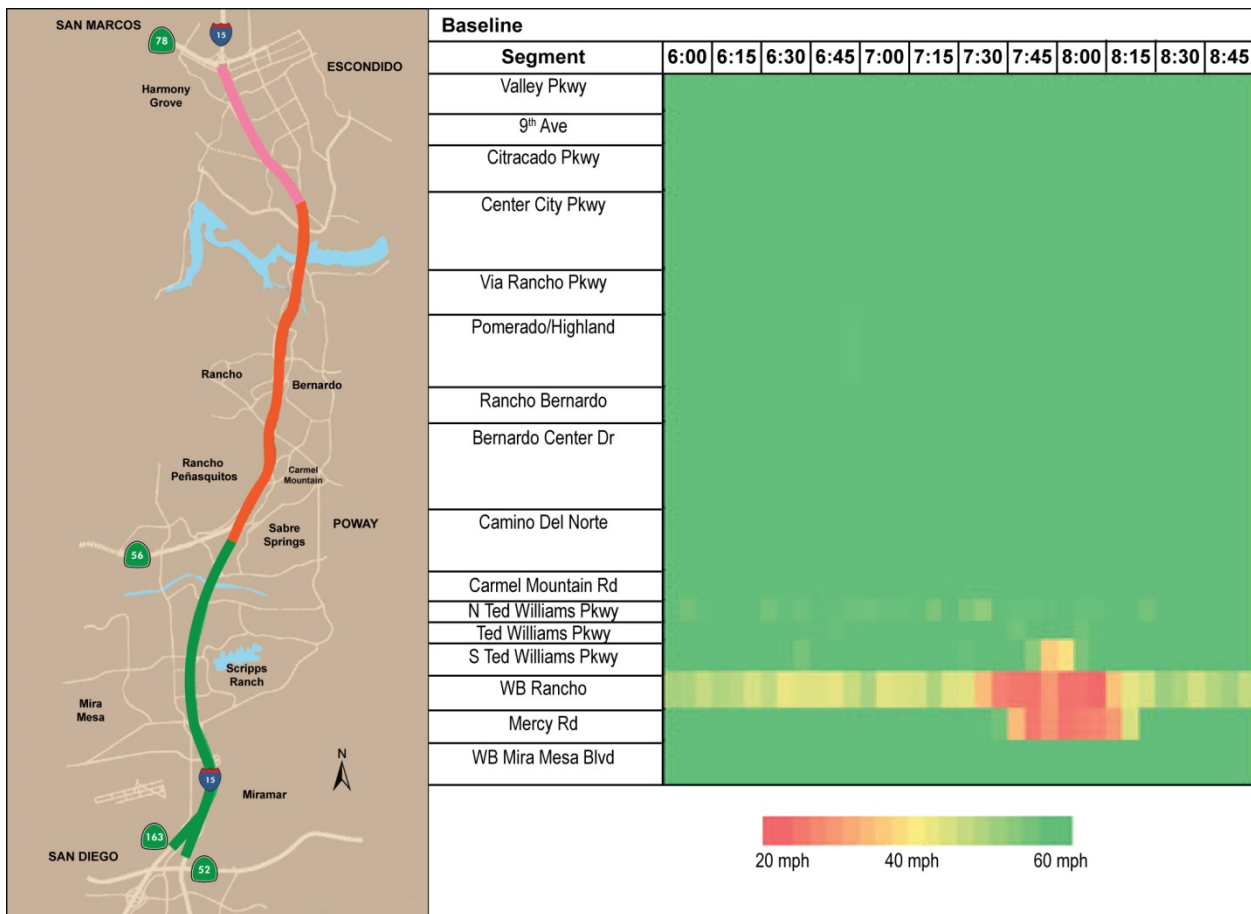 SAN MARCOS
78
15
ESCONDIDO
Harmony
Grove
Rancho
Bernardo
Rancho
Peñasquitos
Carmel
Mountain
POWAY
Sabre
Springs
56
Scripps
Ranch
Mira
Mesa
N
15
Miramar
163
SAN DIEGO
52
Baseline
Segment 6:00 6:15 6:30 6:45 7:00 7:15 7:30 7:45 8:00 8:15 8:30 8:45
Valley Pkwy
9th Ave
Citracado Pkwy
Center City Pkwy
Via Rancho Pkwy
Pomerado/Highland
Rancho Bernardo
Bernardo Center Dr
Camino Del Norte
Carmel Mountain Rd
N Ted Williams Pkwy
Ted Williams Pkwy
S Ted Williams Pkwy
WB Rancho
Mercy Rd
WB Mira Mesa Blvd
20 mph 40 mph 60 mph